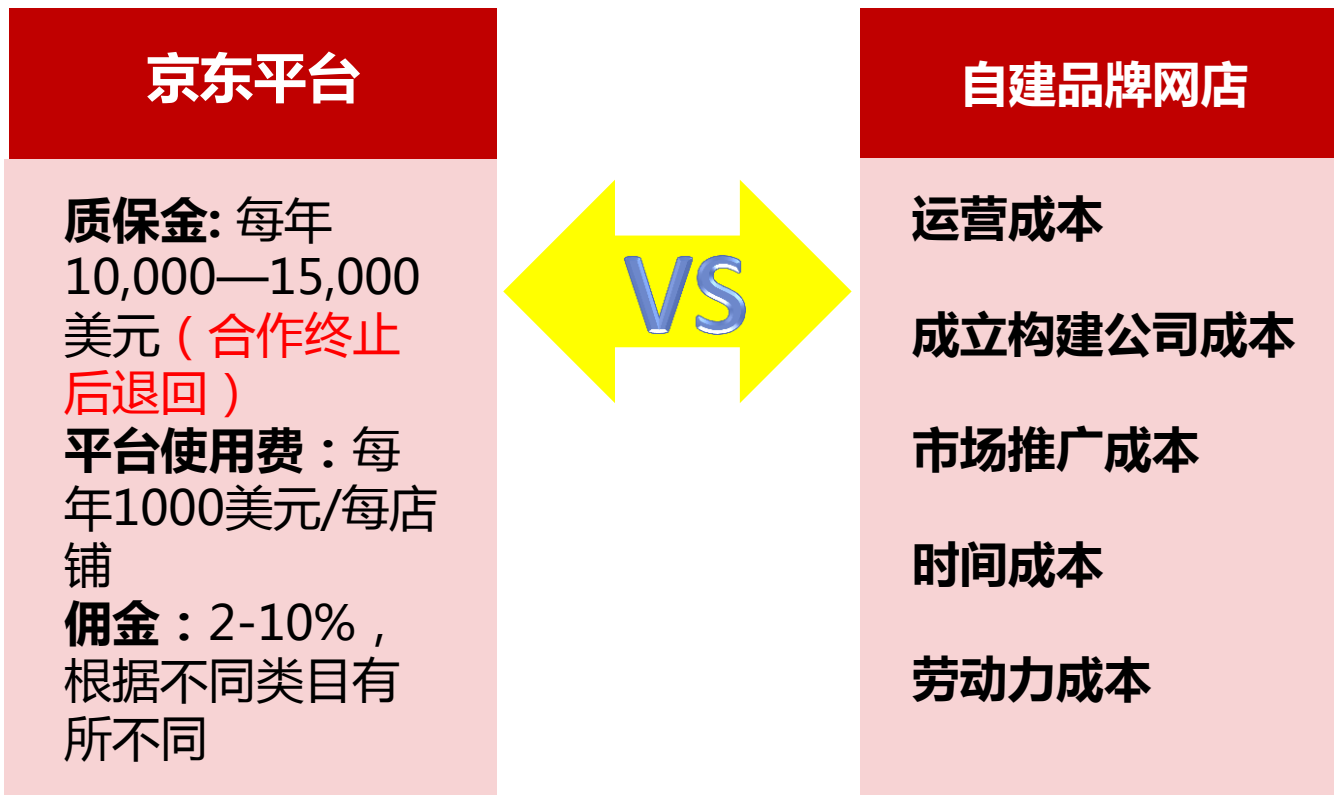 京东平台
质保金: 每年
10,000—15,000
美元（合作终止
后退回）
平台使用费：每
年1000美元/每店
铺
佣金：2-10%，
根据不同类目有
所不同
VS
自建品牌网店
运营成本
成立构建公司成本
市场推广成本
时间成本
劳动力成本